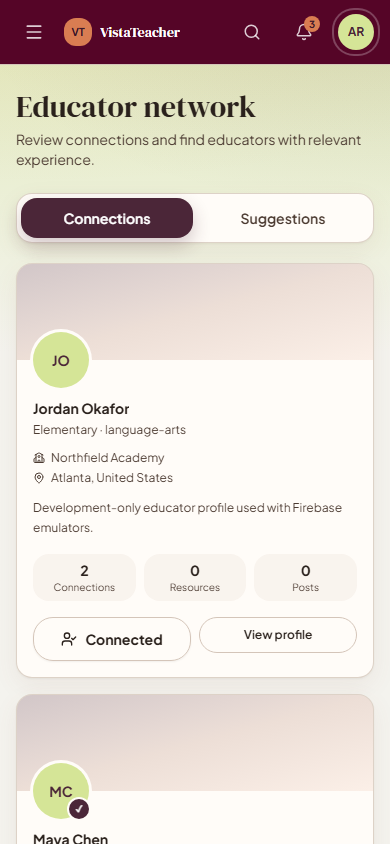 VT VistaTeacher 3 AR
Educator network
Review connections and find educators with relevant
experience.
Connections Suggestions
JO
Jordan Okafor
Elementary · language-arts
Northfield Academy
Atlanta, United States
Development-only educator profile used with Firebase
emulators.
2 0 0
Connections Resources Posts
Connected View profile
MC
Maya Chen